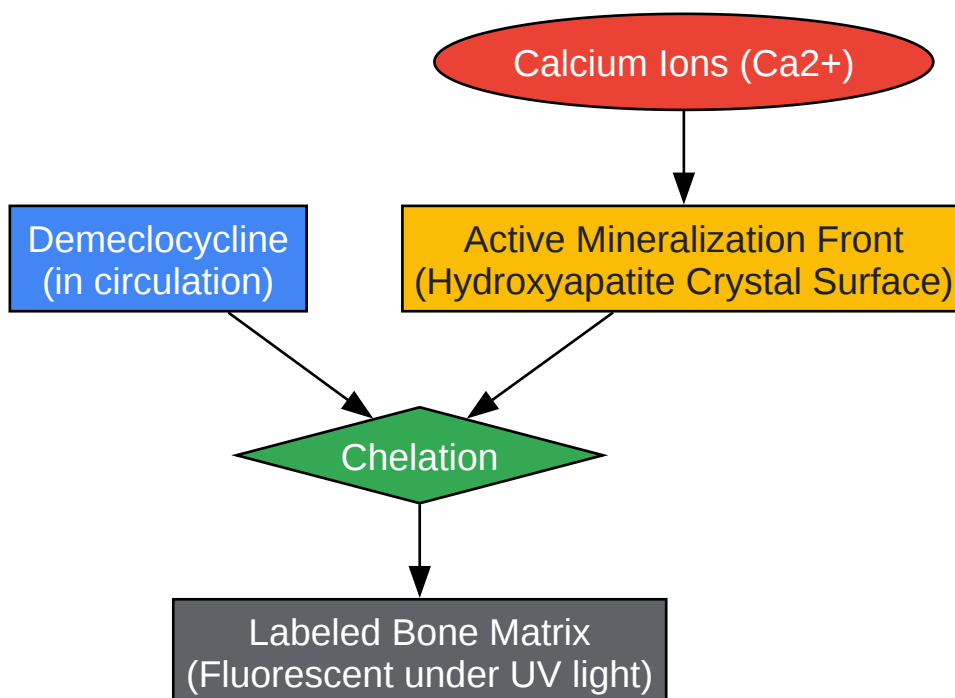 Calcium Ions (Ca2+)
Demeclocycline
(in circulation)
Active Mineralization Front
(Hydroxyapatite Crystal Surface)
Chelation
Labeled Bone Matrix
(Fluorescent under UV light)